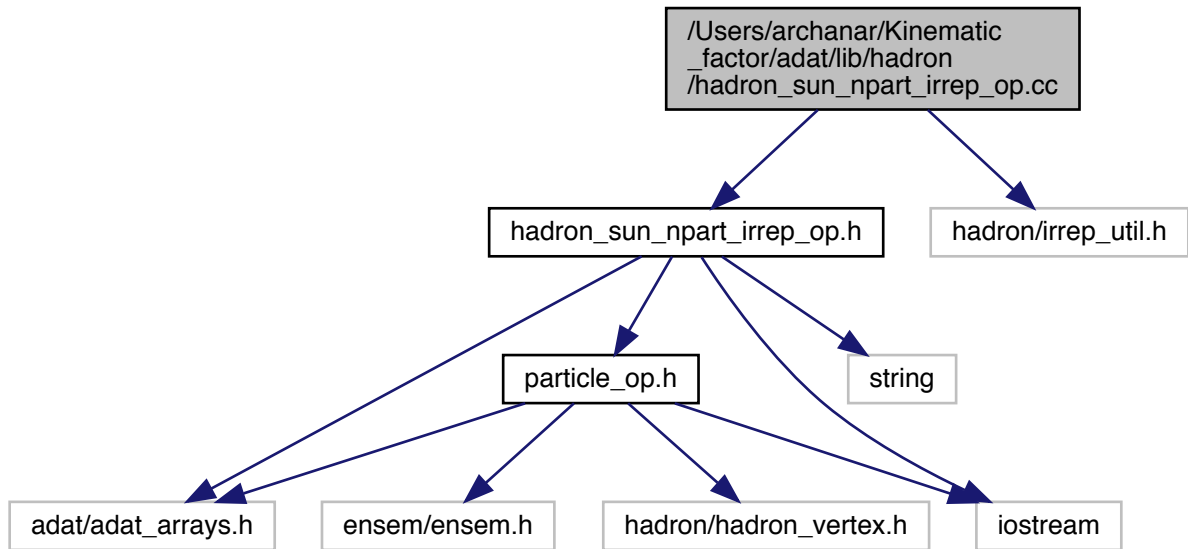 /Users/archanar/Kinematic
_factor/adat/lib/hadron
/hadron_sun_npart_irrep_op.cc
hadron_sun_npart_irrep_op.h
hadron/irrep_util.h
particle_op.h
string
adat/adat_arrays.h
ensem/ensem.h
hadron/hadron_vertex.h
iostream